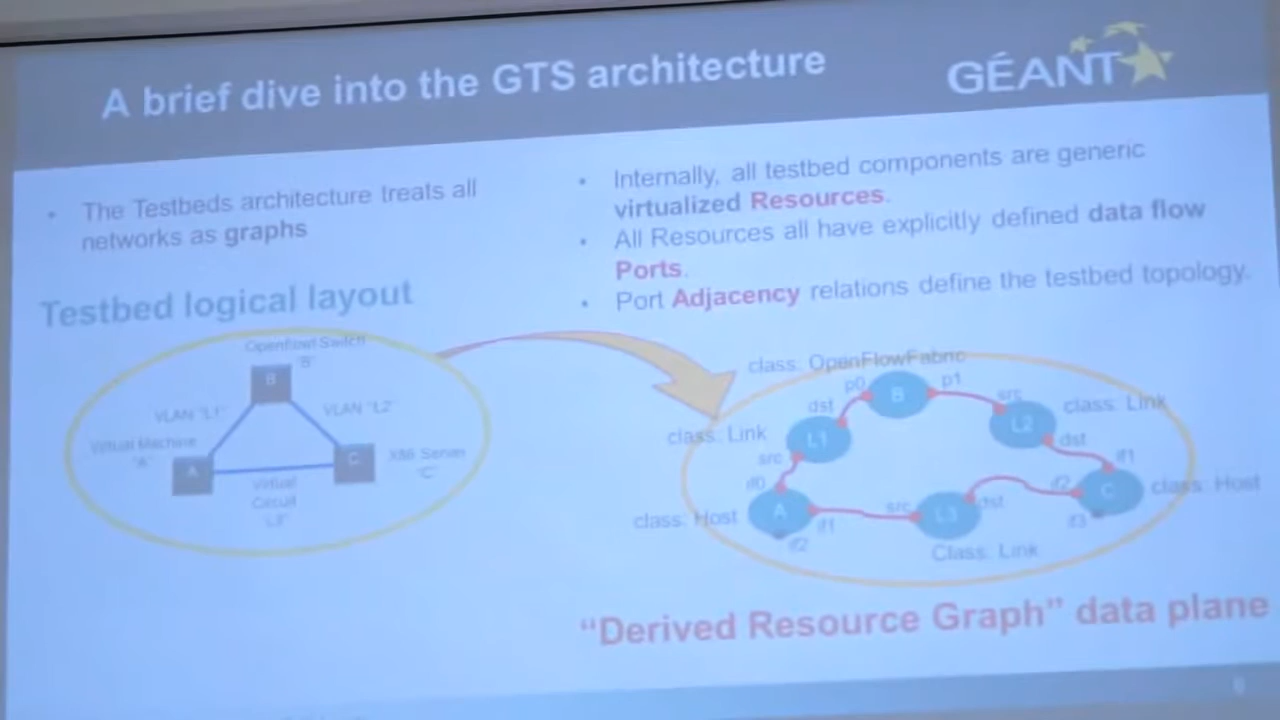 A brief dive into the GTS architecture
GÉANT
• The Testbeds architecture treats all
networks as graphs
• Internally, all testbed components are generic
virtualized Resources.
• All Resources all have explicitly defined data flow
Ports.
• Port Adjacency relations define the testbed topology.
Testbed logical layout
OpenFlow Switch
"B"
B
VLAN "L1"
VLAN "L2"
Virtual Machine
"A"
A
C
X86 Server
"C"
Virtual
Circuit
"L3"
class: OpenFlowFabric
p0
B
p1
dst
src
class: Link
L1
L2
class: Link
src
dst
if0
if1
A
class: Host
if1
if2
src
L3
dst
if2
C
class: Host
if3
Class: Link
"Derived Resource Graph" data plane